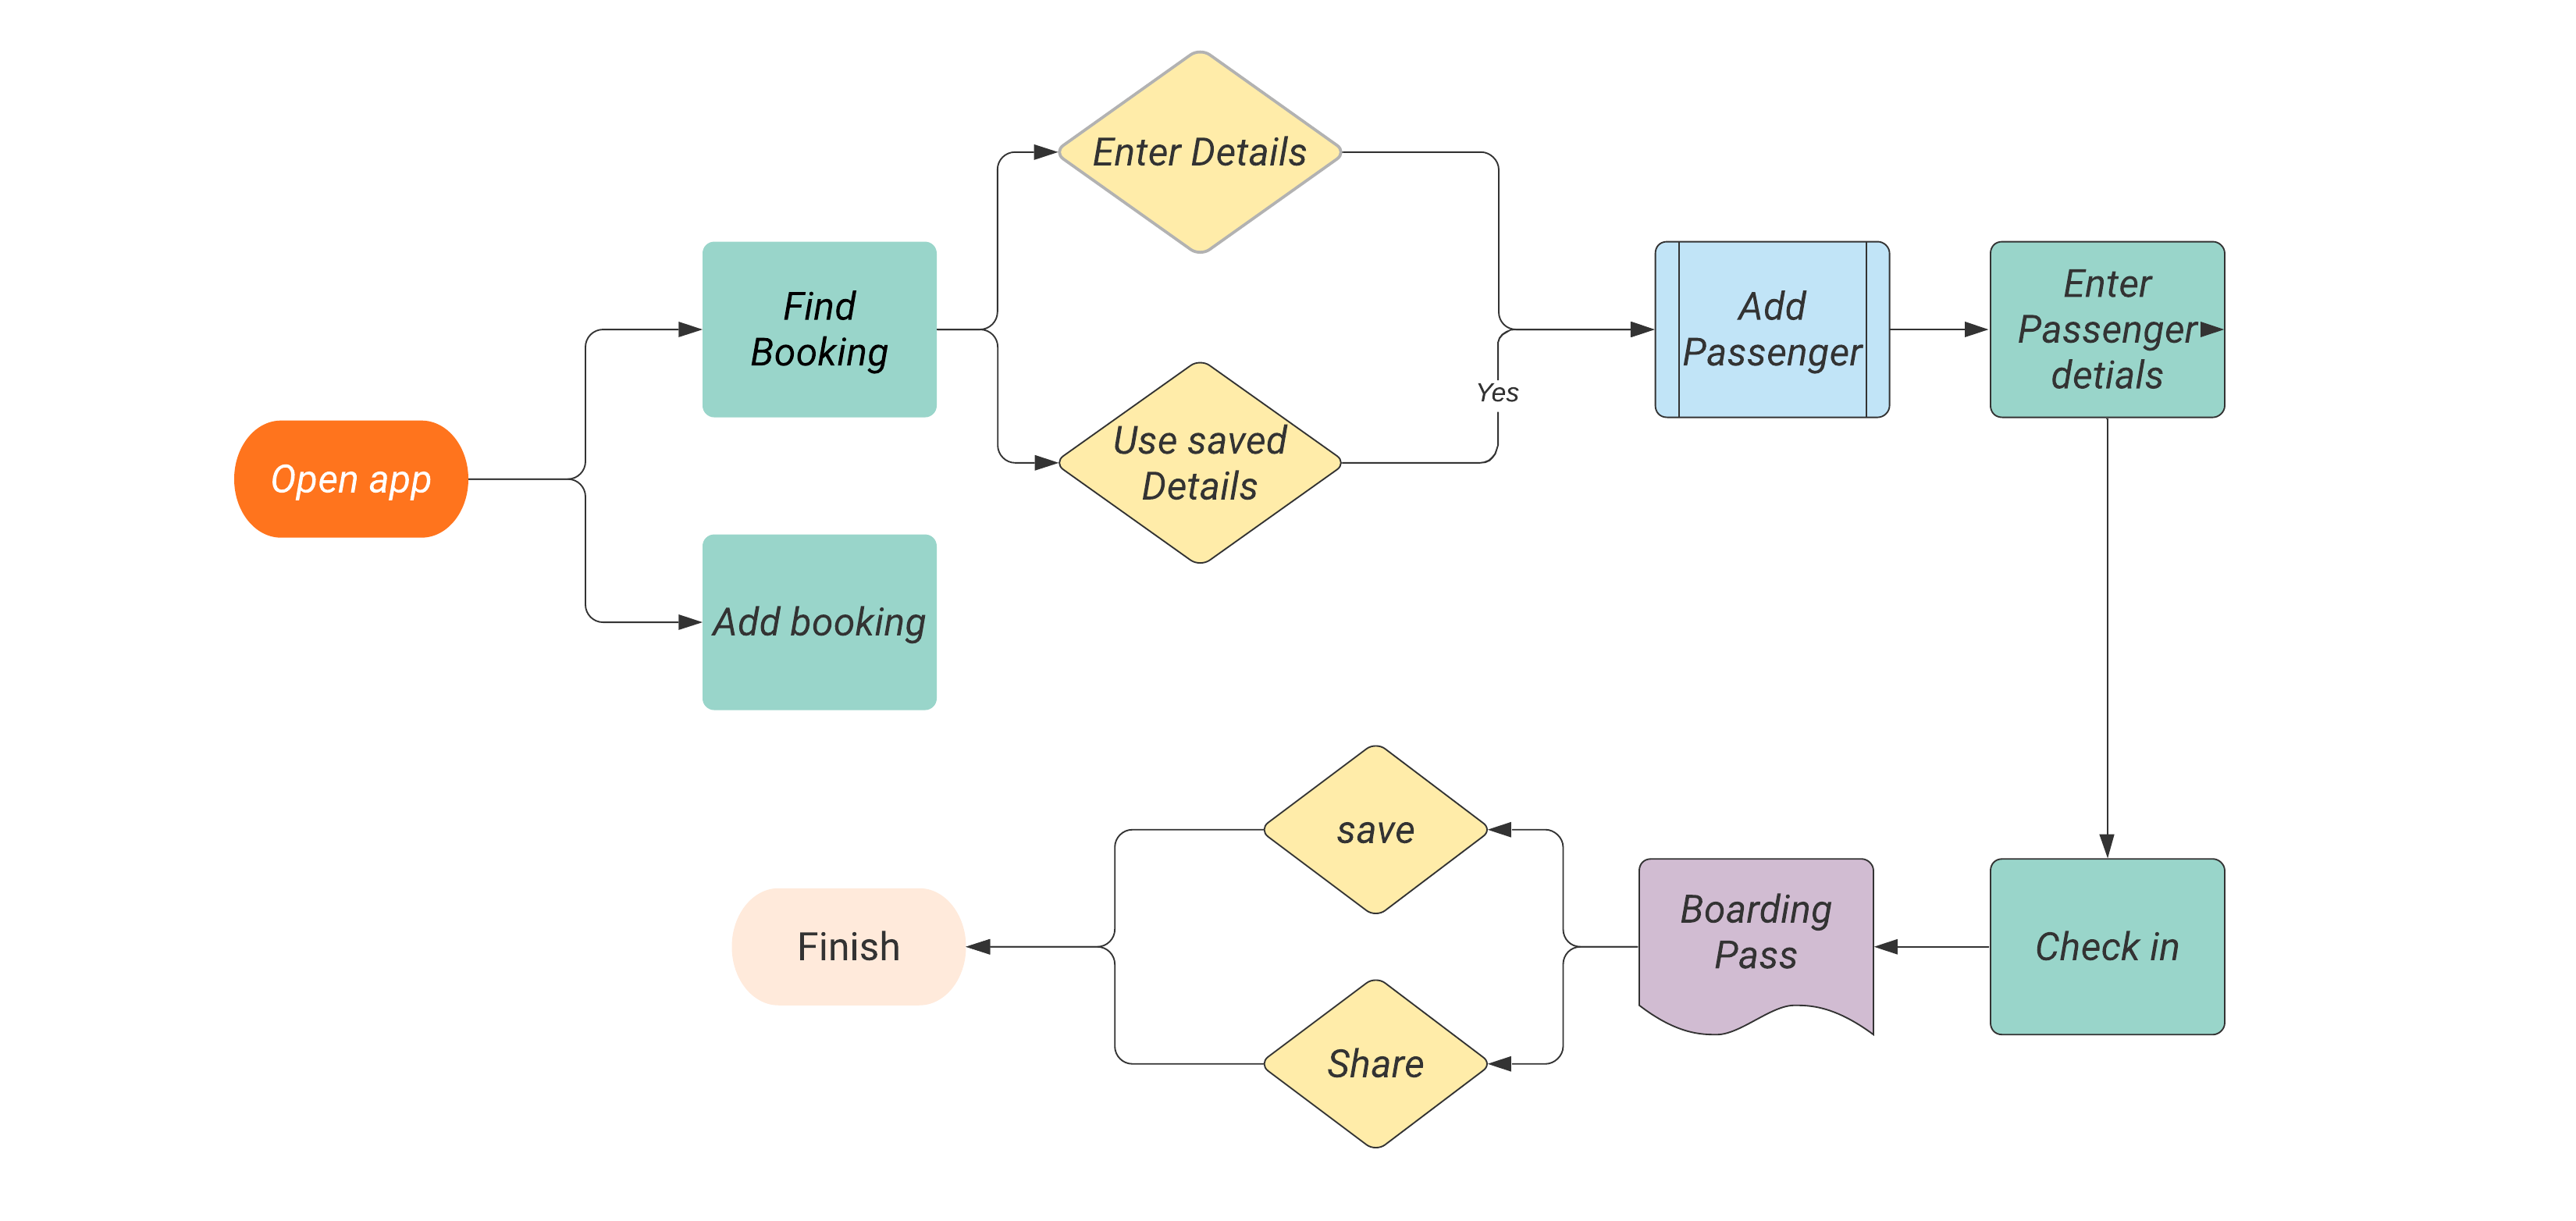 Enter Details
Find
Booking
Add
Passenger
Enter
Passenger
detials
Yes
Use saved
Details
Open app
Add booking
save
Boarding
Pass
Check in
Finish
Share